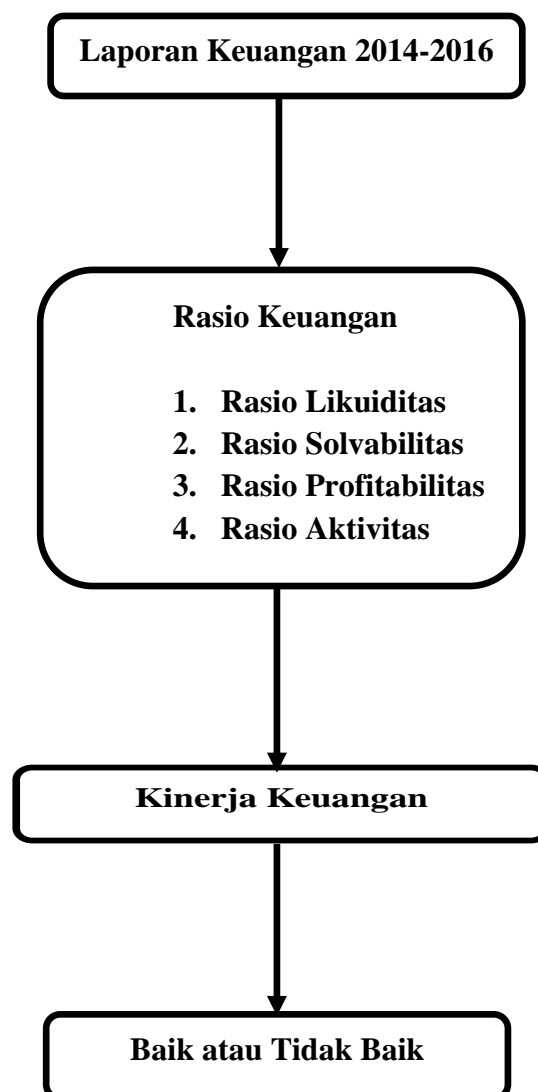 Laporan Keuangan 2014-2016
Rasio Keuangan
1. Rasio Likuiditas
2. Rasio Solvabilitas
3. Rasio Profitabilitas
4. Rasio Aktivitas
Kinerja Keuangan
Baik atau Tidak Baik